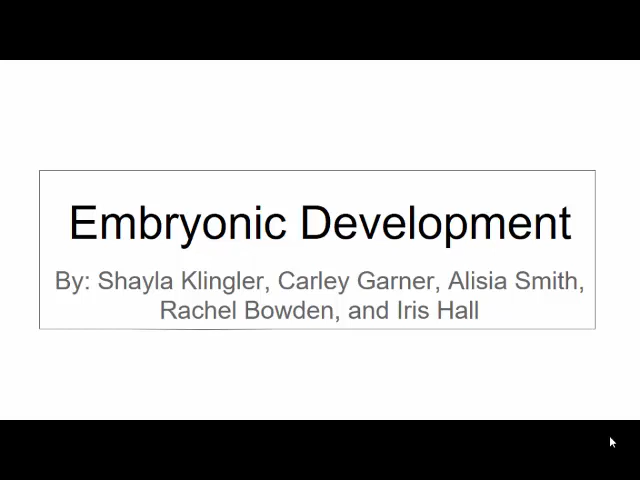 Embryonic Development
By: Shayla Klingler, Carley Garner, Alisia Smith,
Rachel Bowden, and Iris Hall